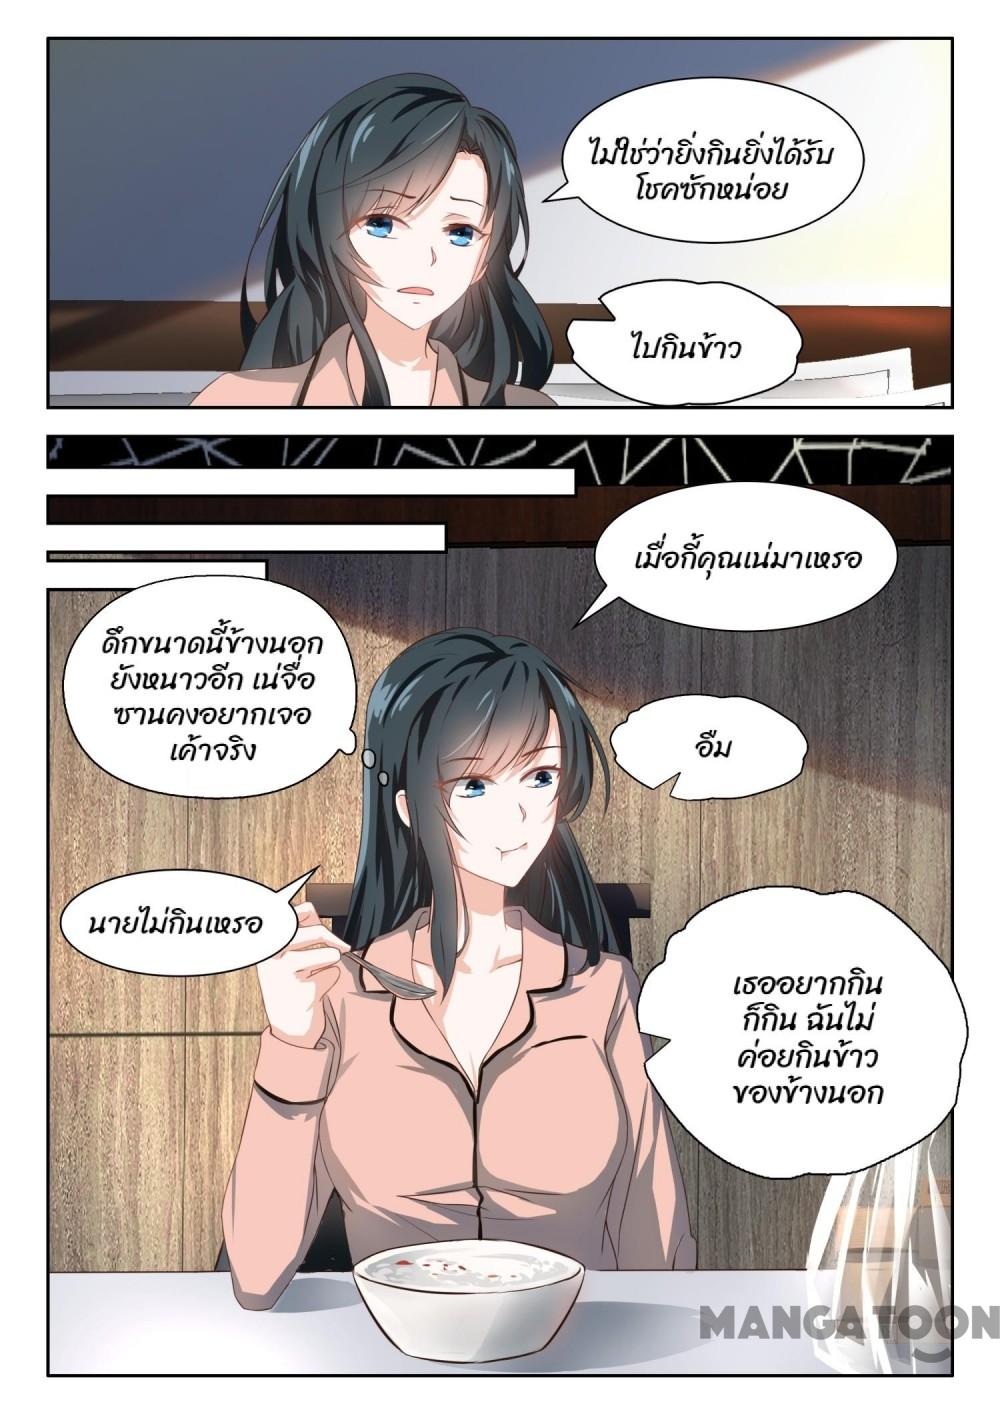 ไม่ใช่ว่ายิ่งกินยิ่งได้รับ
โชคซักหน่อย
ไปกินข้าว
เมื่อกี้คุณเน่มาเหรอ
ดึกขนาดนี้ข้างนอก
ยังหนาวอีก เน่จื่อ
ซานคงอยากเจอ
เค้าจริง
อืม
นายไม่กินเหรอ
เธออยากกิน
ก็กิน ฉันไม่
ค่อยกินข้าว
ของข้างนอก
MANGATOON